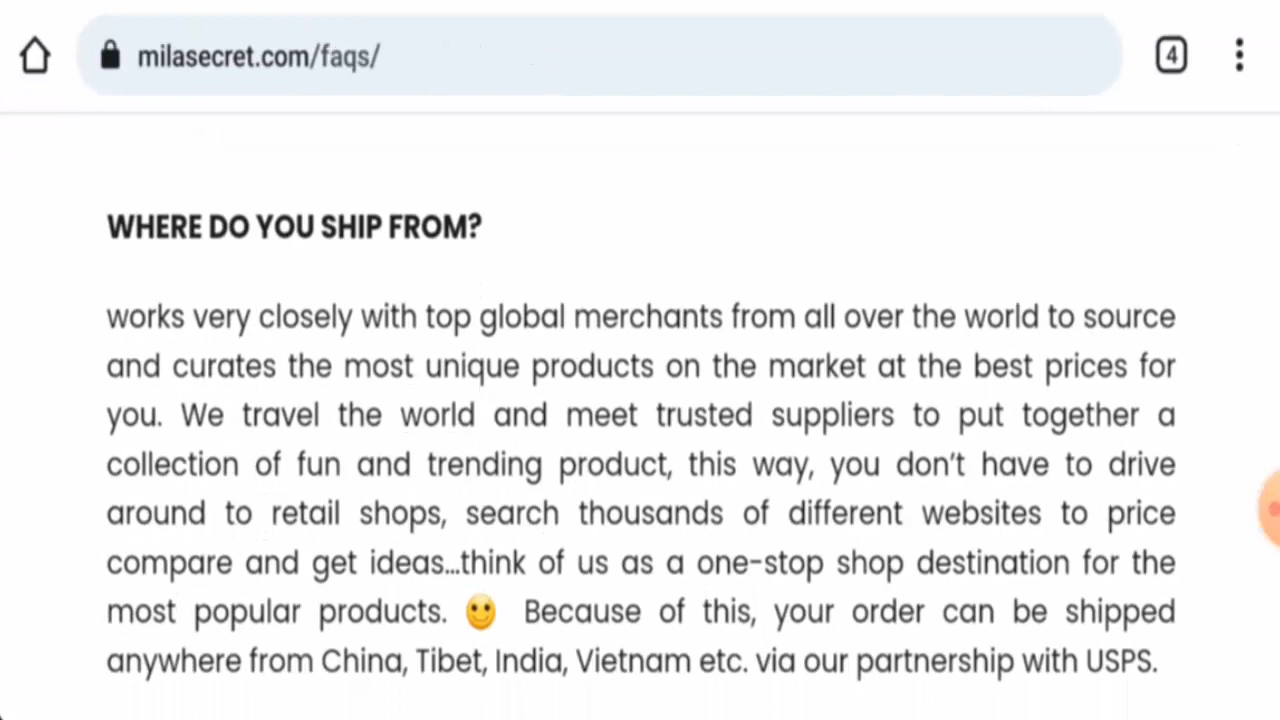 milasecret.com/faqs/
4
WHERE DO YOU SHIP FROM?
works very closely with top global merchants from all over the world to source
and curates the most unique products on the market at the best prices for
you. We travel the world and meet trusted suppliers to put together a
collection of fun and trending product, this way, you don’t have to drive
around to retail shops, search thousands of different websites to price
compare and get ideas…think of us as a one-stop shop destination for the
most popular products. 🙂 Because of this, your order can be shipped
anywhere from China, Tibet, India, Vietnam etc. via our partnership with USPS.